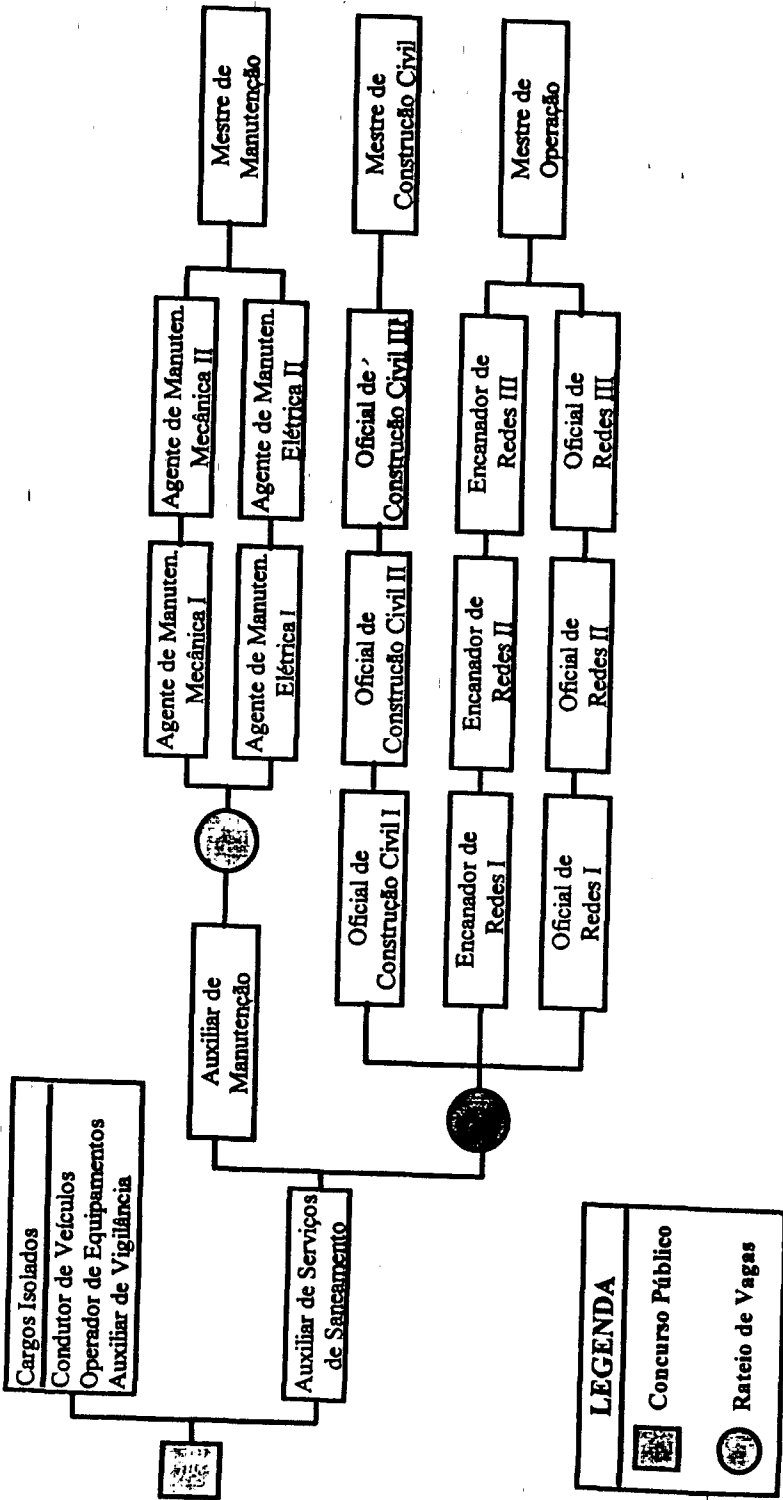 Cargos Isolados
Condutor de Veículos
Operador de Equipamentos
Auxiliar de Vigilância
Auxiliar de Serviços
de Saneamento
Auxiliar de
Manutenção
Agente de Manuten.
Mecânica I
Agente de Manuten.
Mecânica II
Agente de Manuten.
Elétrica I
Agente de Manuten.
Elétrica II
Mestre de
Manutenção
Oficial de
Construção Civil I
Oficial de
Construção Civil II
Oficial de
Construção Civil III
Mestre de
Construção Civil
Encanador de
Redes I
Encanador de
Redes II
Encanador de
Redes III
Oficial de
Redes I
Oficial de
Redes II
Oficial de
Redes III
Mestre de
Operação
LEGENDA
Concurso Público
Rateio de Vagas